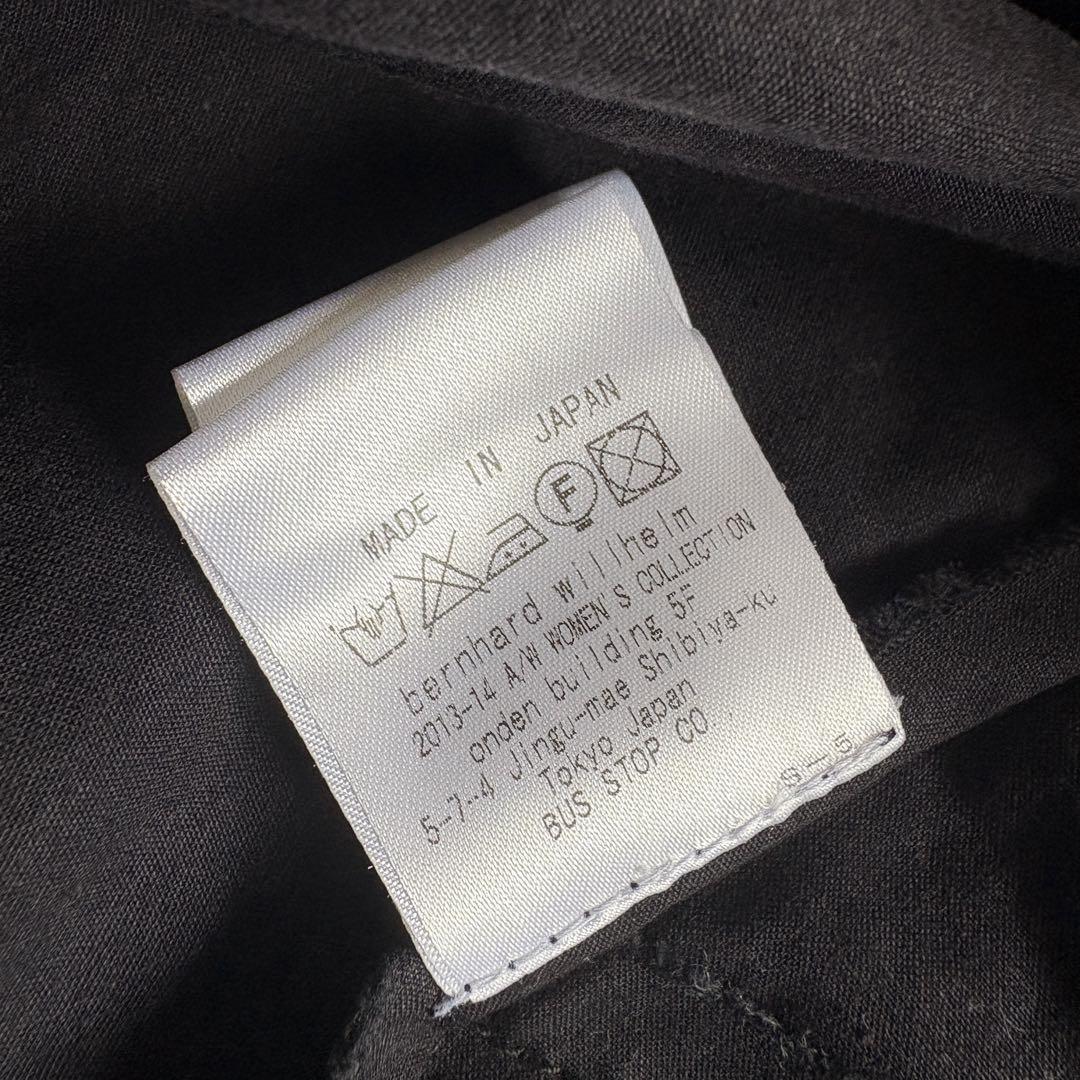 MADE IN JAPAN
F
bernhard willhelm
2013-14 A/W WOMEN'S COLLECTION
onden building 5F
5-7-4 Jingu-mae Shibiya-ku
Tokyo Japan
BUS STOP CO.
S-5